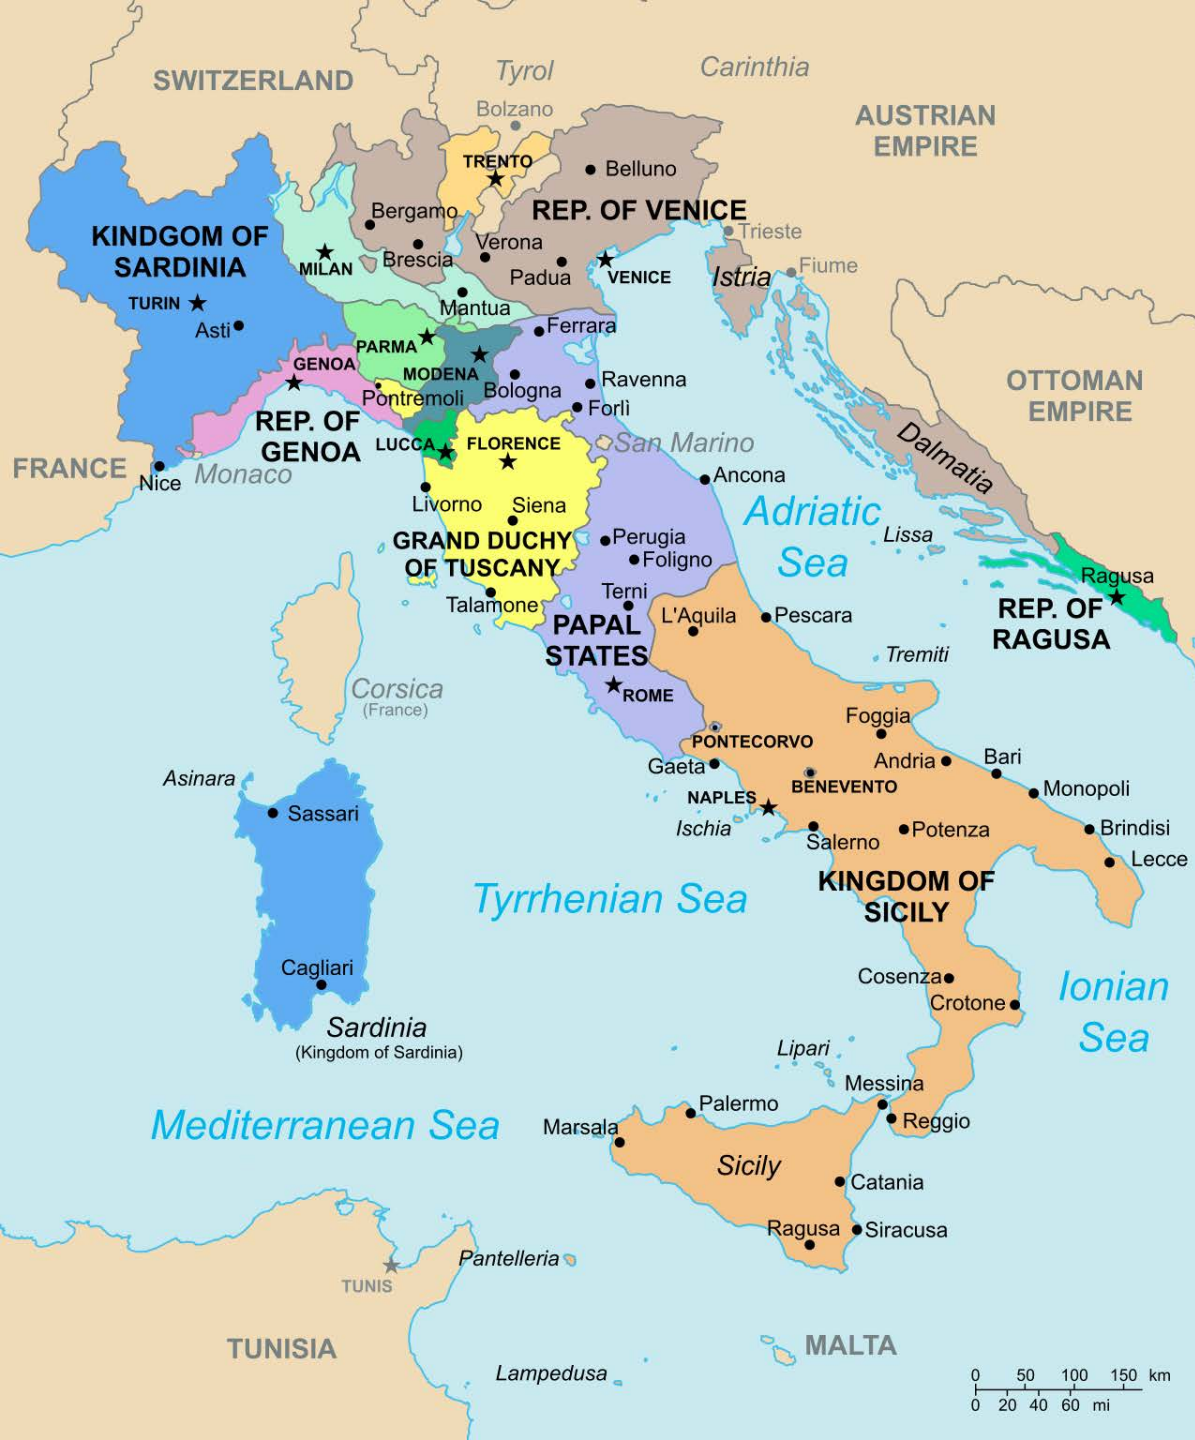 SWITZERLAND
Tyrol
Carinthia
Bolzano
AUSTRIAN
EMPIRE
TRENTO
Belluno
Bergamo
REP. OF VENICE
KINDGOM OF
SARDINIA
Trieste
Verona
Brescia
MILAN
Padua
VENICE
Istria
Fiume
TURIN
Mantua
Asti
Ferrara
PARMA
GENOA
MODENA
Bologna
Ravenna
OTTOMAN
EMPIRE
Pontremoli
Forlì
REP. OF
GENOA
LUCCA
FLORENCE
San Marino
Dalmatia
FRANCE
Nice
Monaco
Ancona
Livorno
Siena
Adriatic
Sea
Lissa
GRAND DUCHY
OF TUSCANY
Perugia
Foligno
Ragusa
Talamone
Terni
L'Aquila
Pescara
REP. OF
RAGUSA
PAPAL
STATES
Tremiti
Corsica
(France)
ROME
Foggia
PONTECORVO
Gaeta
Andria
Bari
Asinara
BENEVENTO
Monopoli
NAPLES
Sassari
Ischia
Salerno
Potenza
Brindisi
Lecce
Tyrrhenian Sea
KINGDOM OF
SICILY
Cagliari
Cosenza
Crotone
Ionian
Sea
Sardinia
(Kingdom of Sardinia)
Lipari
Messina
Mediterranean Sea
Palermo
Marsala
Reggio
Sicily
Catania
Ragusa
Siracusa
Pantelleria
TUNIS
TUNISIA
MALTA
Lampedusa
0 50 100 150 km
0 20 40 60 mi